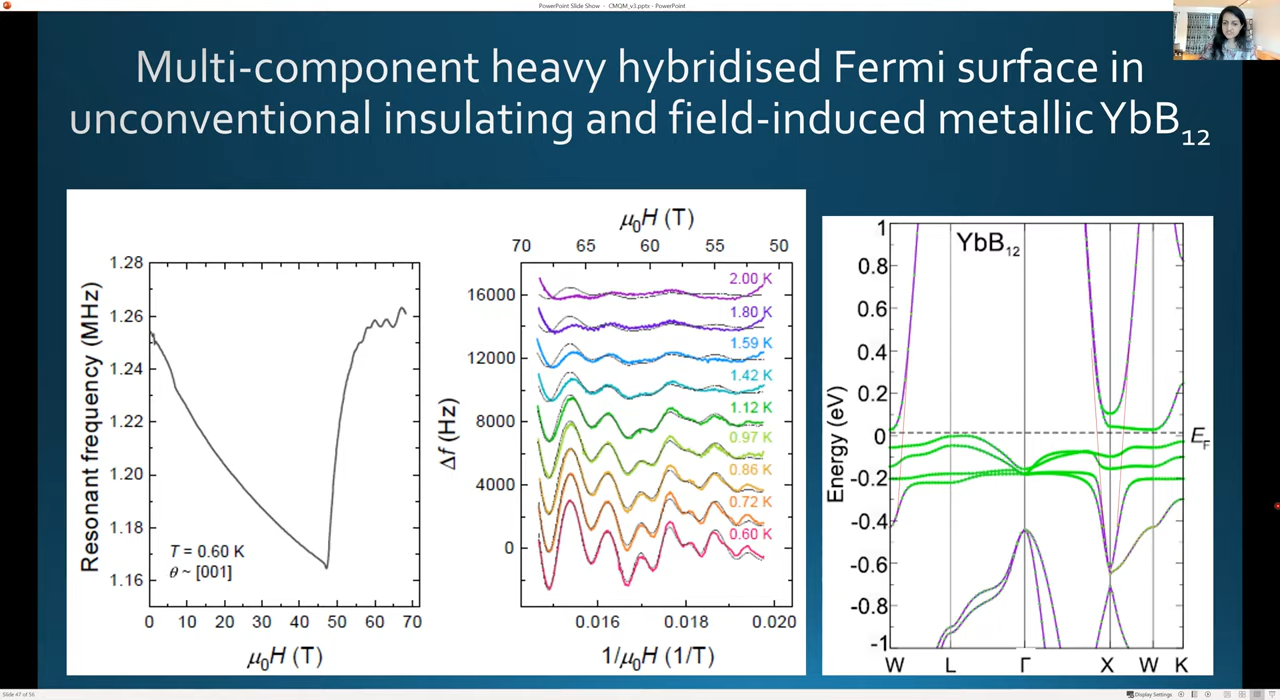 PowerPoint Slide Show - CMQM_v3.pptx - PowerPoint
Multi-component heavy hybridised Fermi surface in
unconventional insulating and field-induced metallic YbB₁₂
1.28
1.26
1.24
1.22
1.20
1.18
1.16
Resonant frequency (MHz)
T = 0.60 K
θ ~ [001]
0 10 20 30 40 50 60 70
μ₀H (T)
μ₀H (T)
70 65 60 55 50
16000
12000
8000
4000
0
Δf (Hz)
2.00 K
1.80 K
1.59 K
1.42 K
1.12 K
0.97 K
0.86 K
0.72 K
0.60 K
0.016 0.018 0.020
1/μ₀H (1/T)
1
0.8
0.6
0.4
0.2
0
-0.2
-0.4
-0.6
-0.8
-1
Energy (eV)
YbB₁₂
E_F
W L Γ X W K
Slide 47 of 56
Display Settings